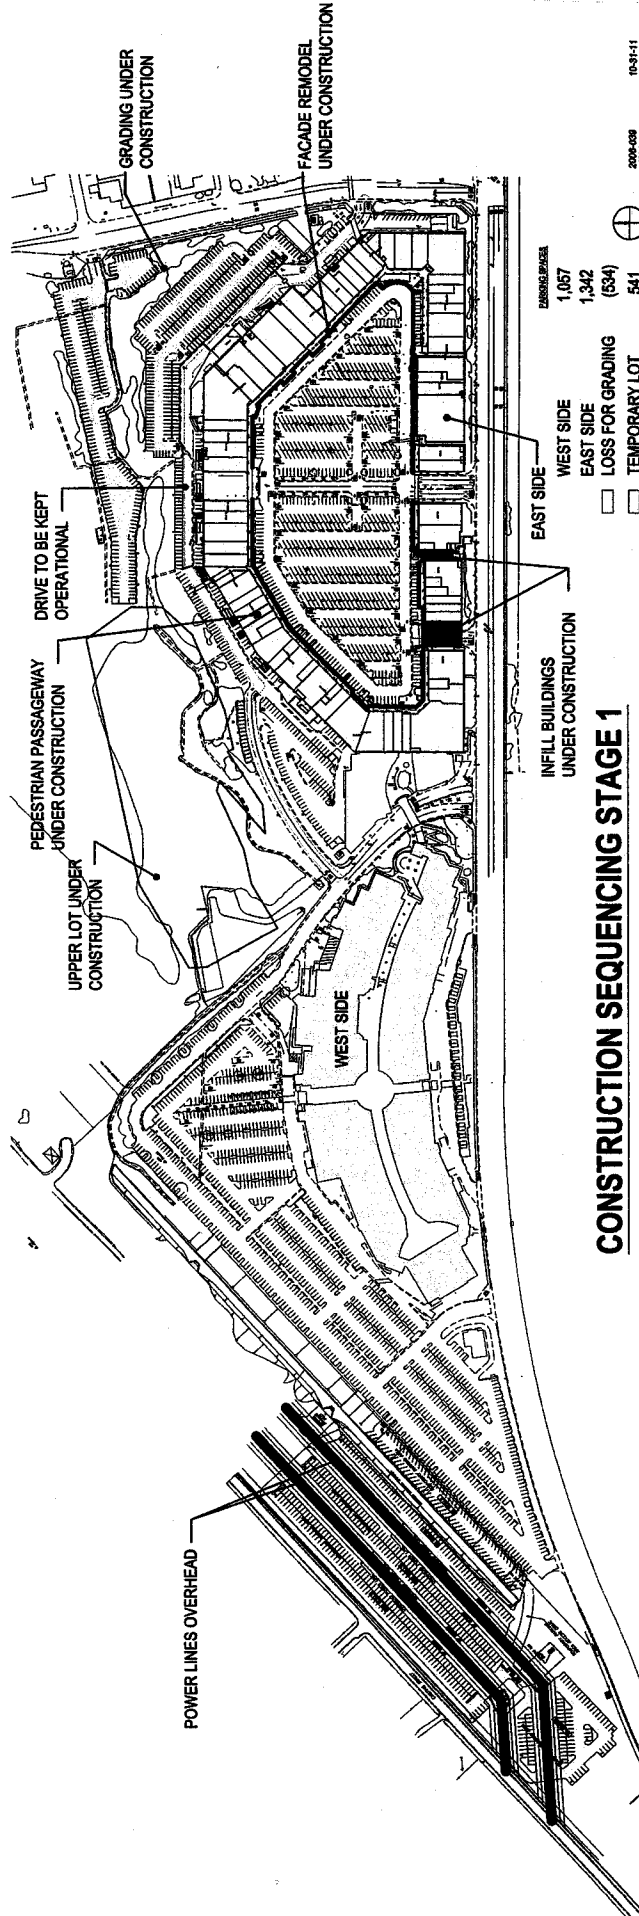 GRADING UNDER
CONSTRUCTION
FACADE REMODEL
UNDER CONSTRUCTION
DRIVE TO BE KEPT
OPERATIONAL
PEDESTRIAN PASSAGEWAY
UNDER CONSTRUCTION
UPPER LOT UNDER
CONSTRUCTION
POWER LINES OVERHEAD
WEST SIDE
EAST SIDE
INFILL BUILDINGS
UNDER CONSTRUCTION
CONSTRUCTION SEQUENCING STAGE 1
PARKING SPACES
WEST SIDE 1,057
EAST SIDE 1,342
LOSS FOR GRADING (534)
TEMPORARY LOT 541
2006-039 10-31-11